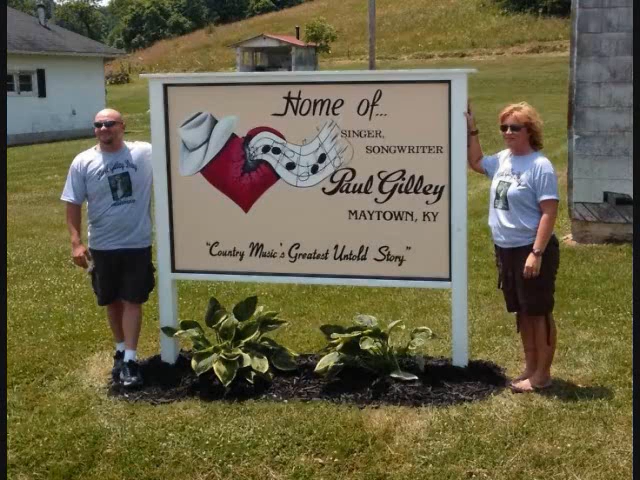 Home of...
SINGER,
SONGWRITER
Paul Gilley
MAYTOWN, KY
"Country Music's Greatest Untold Story."